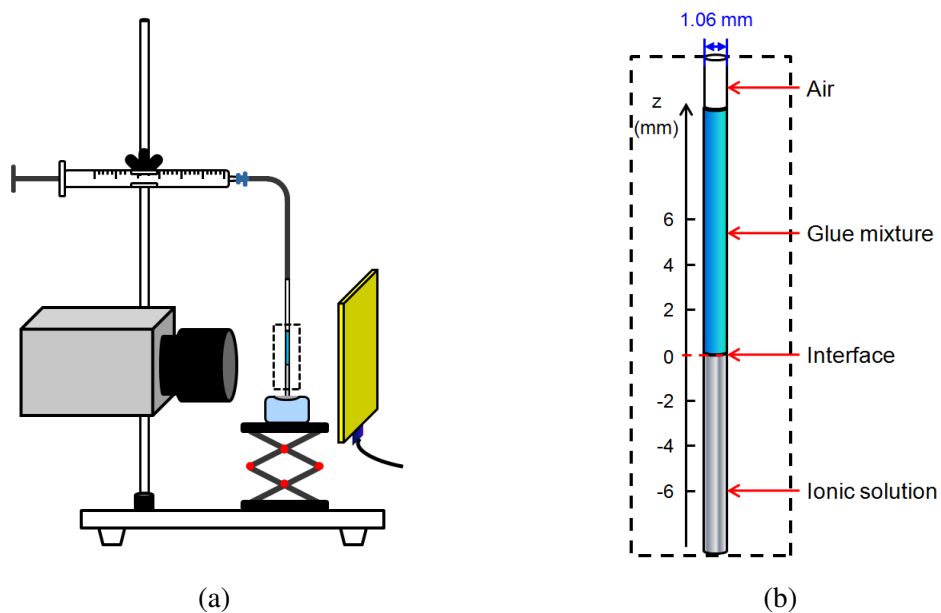 1.06 mm
Air
z
(mm)
6
Glue mixture
4
2
0
Interface
-2
-4
-6
Ionic solution
(a)
(b)